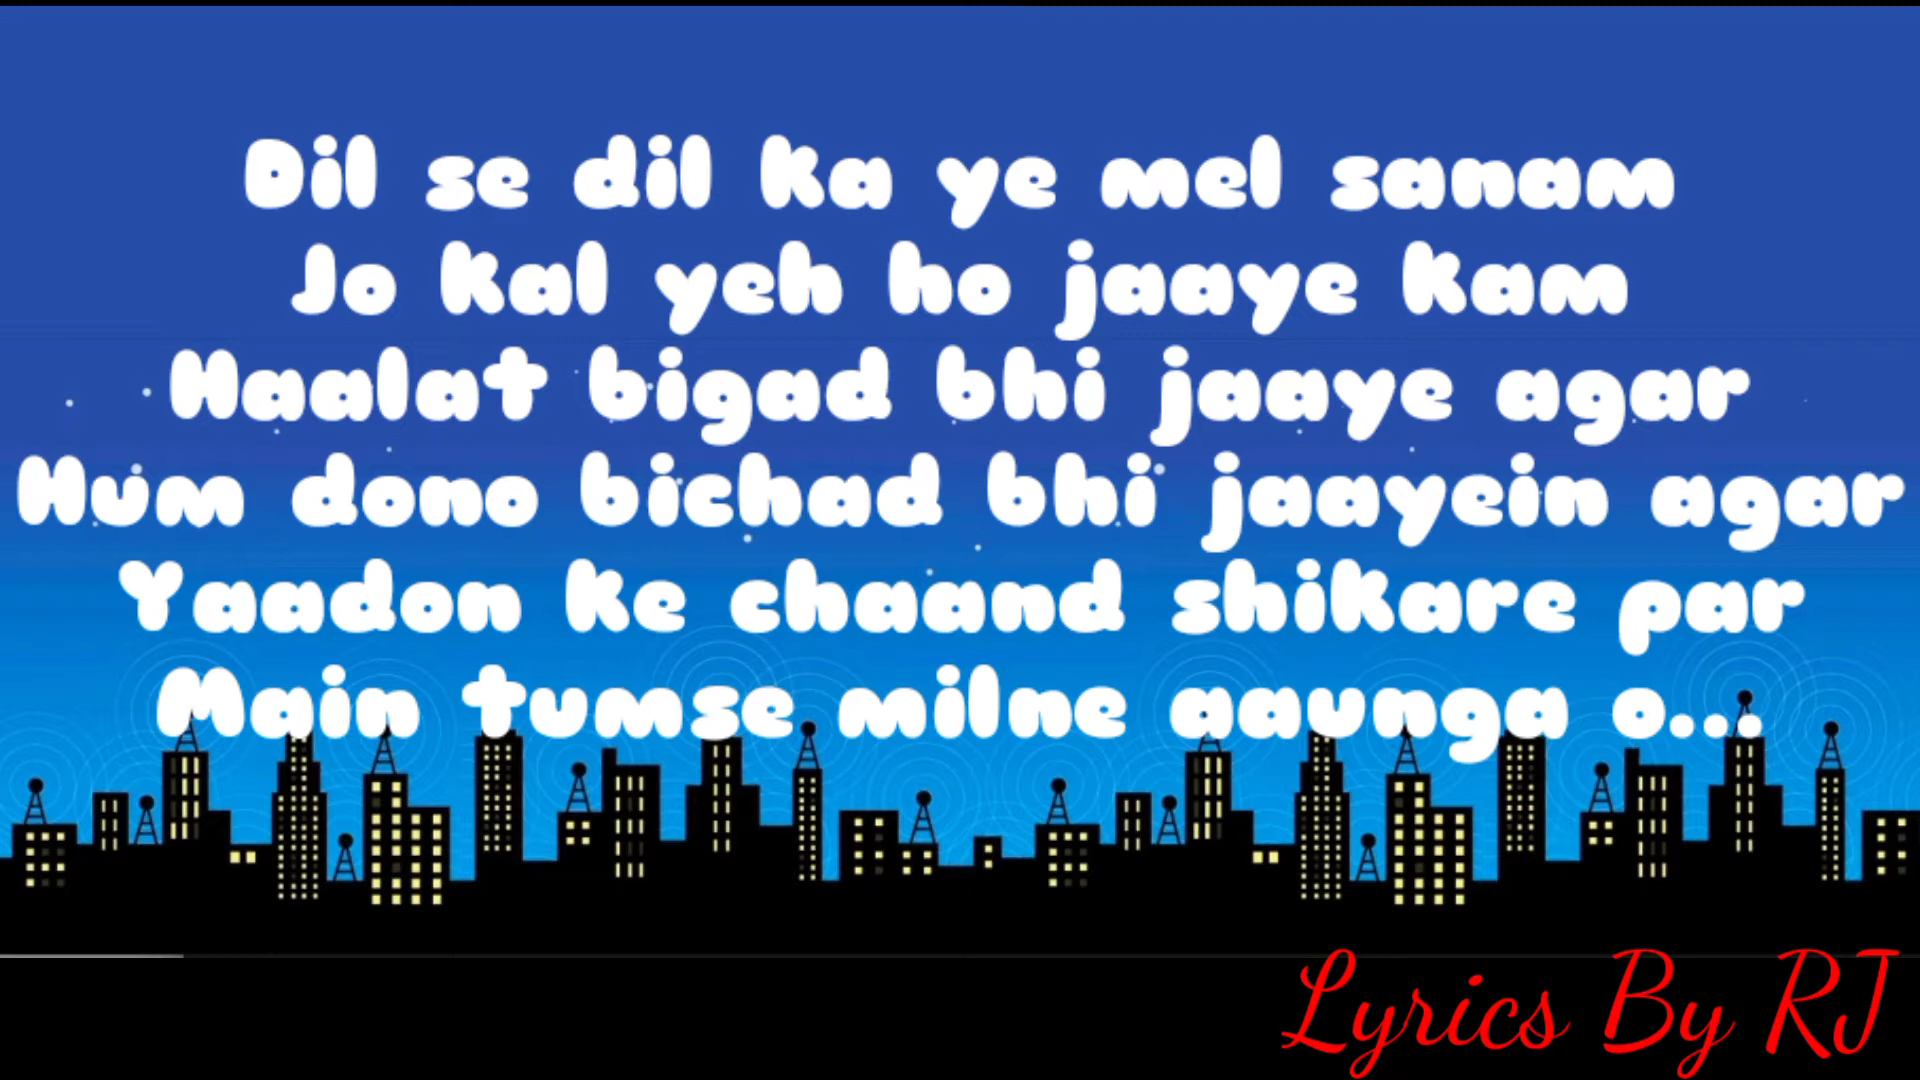 Dil se dil ka ye mel sanam
Jo kal yeh ho jaaye kam
Haalat bigad bhi jaaye agar
Hum dono bichad bhi jaayein agar
Yaadon ke chaand shikare par
Main tumse milne aaunga o...
Lyrics By RJ